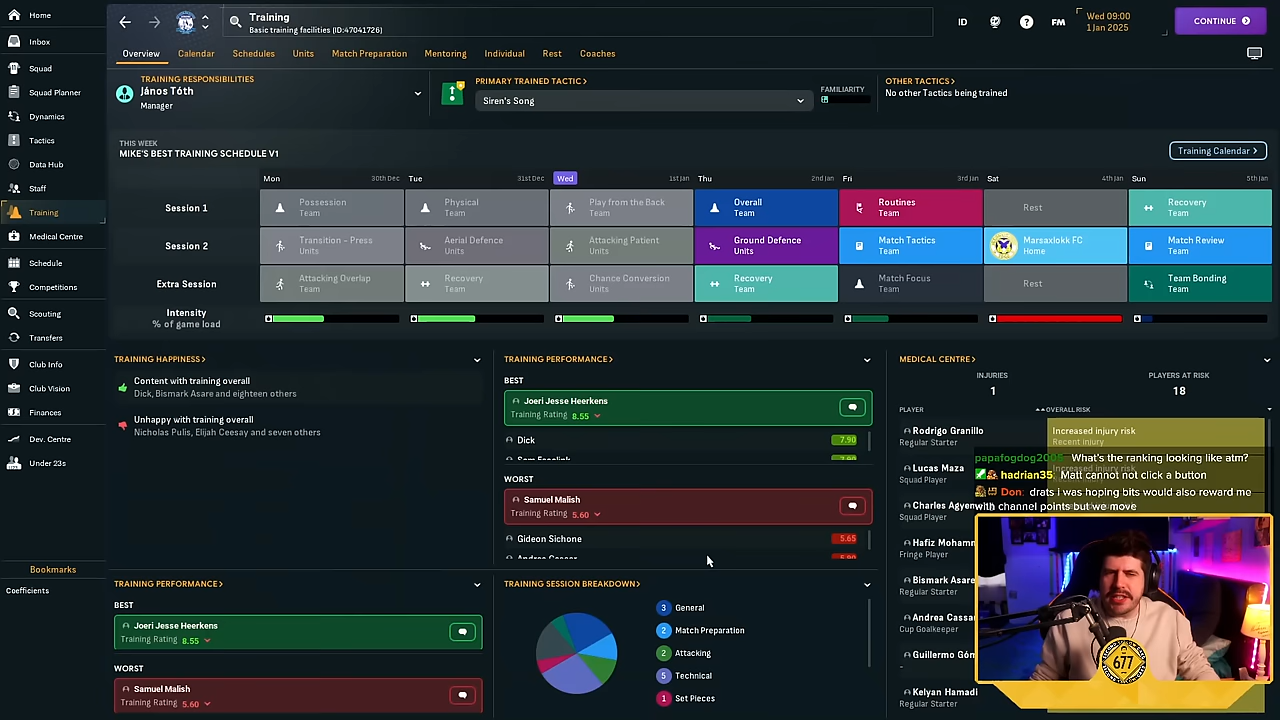 Home
Inbox
Squad
Squad Planner
Dynamics
Tactics
Data Hub
Staff
Training
Medical Centre
Schedule
Competitions
Scouting
Transfers
Club Info
Club Vision
Finances
Dev. Centre
Under 23s
Bookmarks
Coefficients
Training
Basic training facilities (ID:47041726)
ID
FM
Wed 09:00
1 Jan 2025
CONTINUE
Overview
Calendar
Schedules
Units
Match Preparation
Mentoring
Individual
Rest
Coaches
TRAINING RESPONSIBILITIES
János Tóth
Manager
PRIMARY TRAINED TACTIC >
Siren's Song
FAMILIARITY
OTHER TACTICS >
No other Tactics being trained
THIS WEEK
MIKE'S BEST TRAINING SCHEDULE V1
Training Calendar >
Mon 30th Dec
Tue 31st Dec
Wed 1st Jan
Thu 2nd Jan
Fri 3rd Jan
Sat 4th Jan
Sun 5th Jan
Session 1
Possession
Team
Physical
Team
Play from the Back
Team
Overall
Team
Routines
Team
Rest
Recovery
Team
Session 2
Transition - Press
Units
Aerial Defence
Units
Attacking Patient
Team
Ground Defence
Units
Match Tactics
Team
Marsaxlokk FC
Home
Match Review
Team
Extra Session
Attacking Overlap
Team
Recovery
Team
Chance Conversion
Units
Recovery
Team
Match Focus
Team
Rest
Team Bonding
Team
Intensity
% of game load
TRAINING HAPPINESS >
Content with training overall
Dick, Bismark Asare and eighteen others
Unhappy with training overall
Nicholas Pulis, Elijah Ceesay and seven others
TRAINING PERFORMANCE >
BEST
Joeri Jesse Heerkens
Training Rating 8.55
Dick 7.90
WORST
Samuel Malish
Training Rating 5.60
Gideon Sichone 5.65
MEDICAL CENTRE >
INJURIES
1
PLAYERS AT RISK
18
PLAYER
OVERALL RISK
Rodrigo Granillo
Regular Starter
Increased injury risk
Recent injury
Lucas Maza
Squad Player
Increased injury risk
Charles Agyen
Squad Player
Hafiz Mohamm
Fringe Player
Bismark Asare
Regular Starter
Andrea Cassar
Cup Goalkeeper
Guillermo Góm
-
Kelyan Hamadi
Regular Starter
papafogdog2005 What's the ranking looking like atm?
hadrian35: Matt cannot not click a button
Don: drats i was hoping bits would also reward me
with channel points but we move
677
TRAINING PERFORMANCE >
BEST
Joeri Jesse Heerkens
Training Rating 8.55
WORST
Samuel Malish
Training Rating 5.60
TRAINING SESSION BREAKDOWN >
3 General
2 Match Preparation
2 Attacking
5 Technical
1 Set Pieces